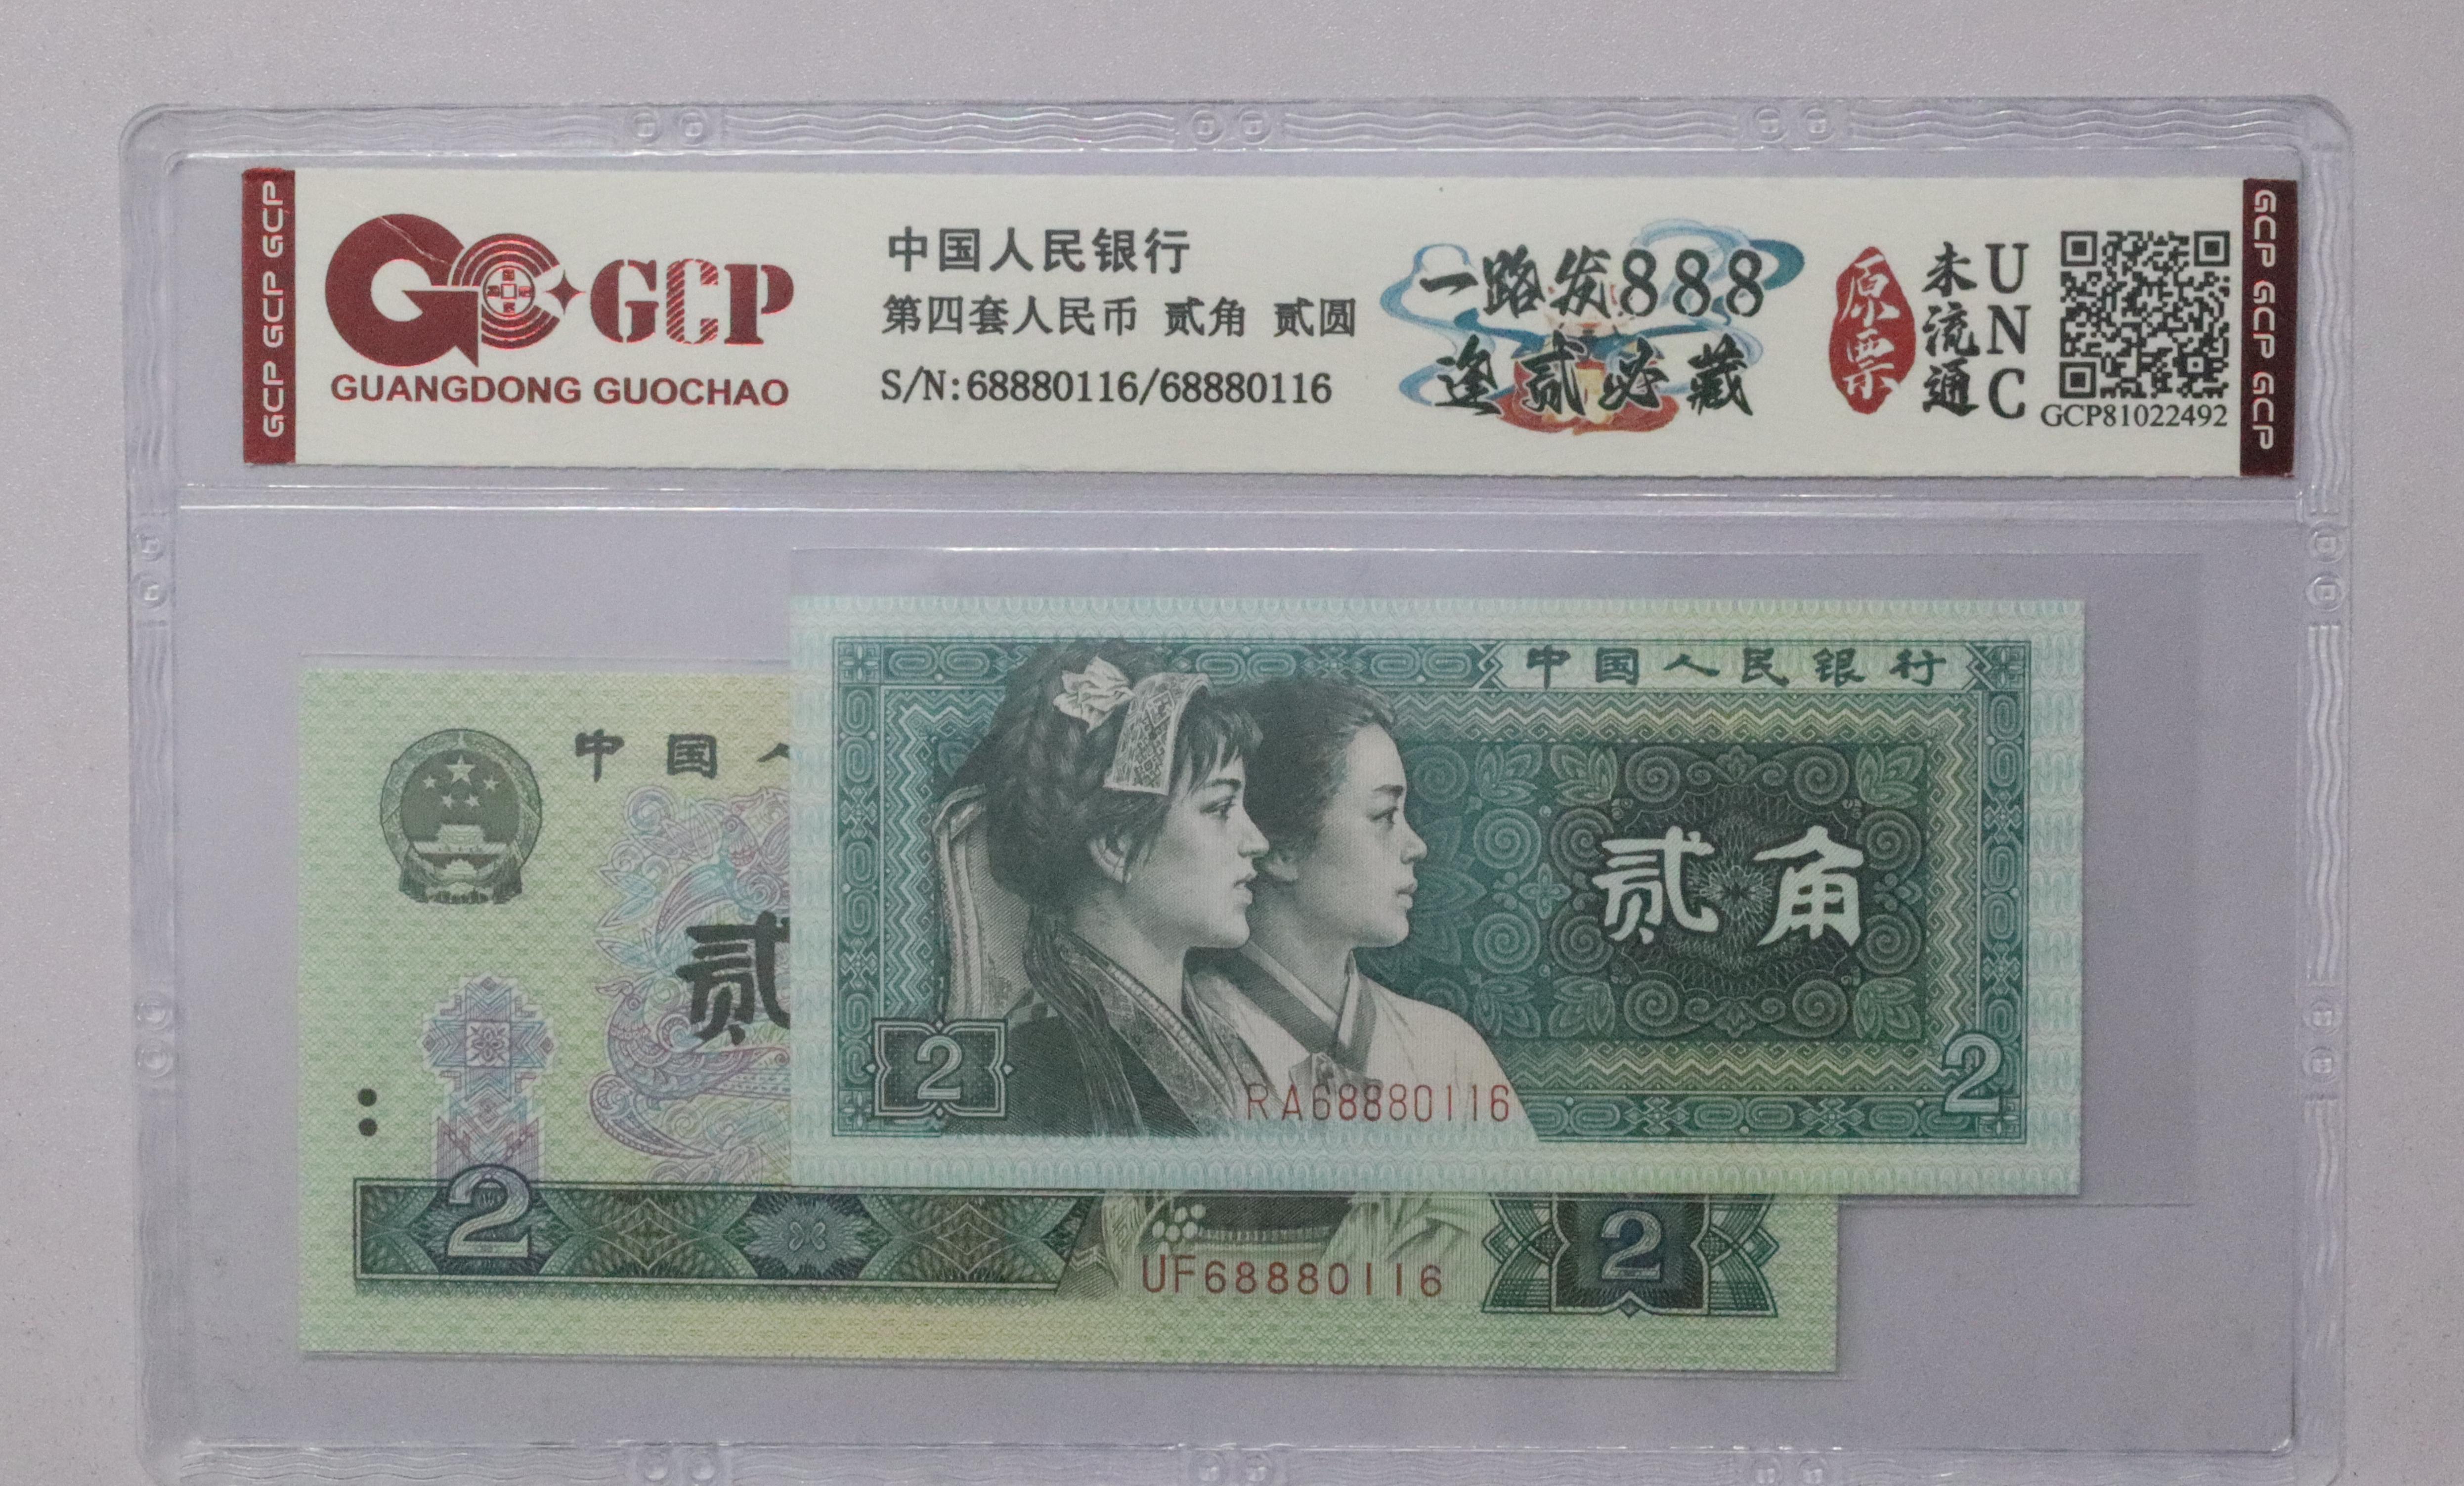 GCP GCP GCP
GCP
GUANGDONG GUOCHAO
中国人民银行
第四套人民币 贰角 贰圆
S/N:68880116/68880116
一路发888
逢贰必藏
原票
未流通
UNC
GCP81022492
GCP GCP GCP
中国人
贰
2
UF68880116
2
中国人民银行
贰角
2
RA68880116
2